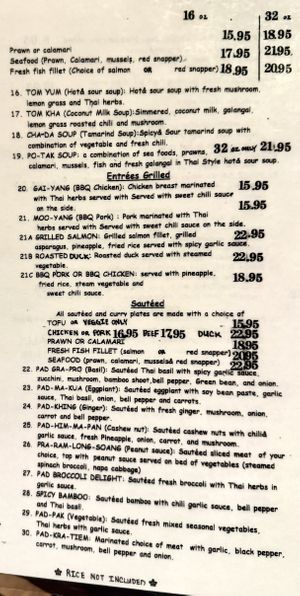 16 oz 32 oz
15.95 18.95
Prawn or calamari 17.95 21.95
Seafood (Prawn, Calamari, mussels, red snapper)
Fresh fish fillet (Choice of salmon OR red snapper) 18.95 20.95
16. TOM YUM (Hot& sour soup): Hot& sour soup with fresh mushroom,
lemon grass and Thai herbs.
17. TOM KHA (Coconut Milk Soup):Simmered, coconut milk, galangal,
lemon grass roasted chili and mushroom.
18. CHA-DA SOUP (Tamarind Soup):Spicy& Sour tamarind soup with
combination of vegetable and fresh chili.
19. PO-TAK SOUP: a combination of sea foods, prawns, 32 oz ONLY 21.95
calamari, mussels, fish and fresh galangal in Thai Style hot& sour soup.
Entrées Grilled
20. GAI-YANG (BBQ Chicken): Chicken breast marinated 15.95
with Thai herbs served with Served with sweet chili sauce
on the side. 15.95
21. MOO-YANG (BBQ Pork) : Pork marinated with Thai
herbs served with Served with sweet chili sauce on the side.
21A GRILLED SALMON: Grilled salmon filet, grilled 22.95
asparagus, pineapple, fried rice served with spicy garlic sauce.
21B ROASTED DUCK: Roasted duck served with steamed 22.95
vegetable.
21C BBQ PORK OR BBQ CHICKEN: served with pineapple, 18.95
fried rice, steam vegetable and
sweet chili sauce.
Sautéed
All sautéed and curry plates are made with a choice of
TOFU OR VEGGIE ONLY 15.95
CHICKEN OR PORK 16.95 BEEF 17.95 DUCK 22.95
PRAWN OR CALAMARI 18.95
FRESH FISH FILLET (salmon OR red snapper) 20.95
SEAFOOD (prawn, calamari, mussels& red snapper) 22.95
22. PAD GRA-PRO (Basil): Sautéed Thai basil with spicy garlic sauce,
zucchini, mushroom, bamboo shoot,bell pepper, Green bean, and onion.
23. PAD-MA-KUA (Eggplant): Sautéed eggplant with soy bean paste, garlic
sauce, Thai basil, onion, bell pepper and carrots.
24. PAD-KHING (Ginger): Sautéed with fresh ginger, mushroom, onion,
carrot and bell pepper.
25. PAD-HIM-MA-PAN (Cashew nut): Sautéed cashew nuts with chili&
garlic sauce, fresh Pineapple, onion, carrot, and mushroom.
26. PRA-RAM-LONG-SOANG (Peanut sauce): Sautéed sliced meat of your
choice, top with peanut sauce served on bed of vegetables (steamed
spinach broccoli, napa cabbage)
27. PAD BROCCOLI DELIGHT: Sautéed fresh broccoli with Thai herbs in
garlic sauce.
28. SPICY BAMBOO: Sautéed bamboo with chili garlic sauce, bell pepper
and Thai basil.
29. PAD-PAK (Vegetable): Sautéed fresh mixed seasonal vegetables,
Thai herbs with garlic sauce.
30. PAD-KRA-TIEM: Marinated choice of meat with garlic, black pepper,
carrot, mushroom, bell pepper and onion.
RICE NOT INCLUDED